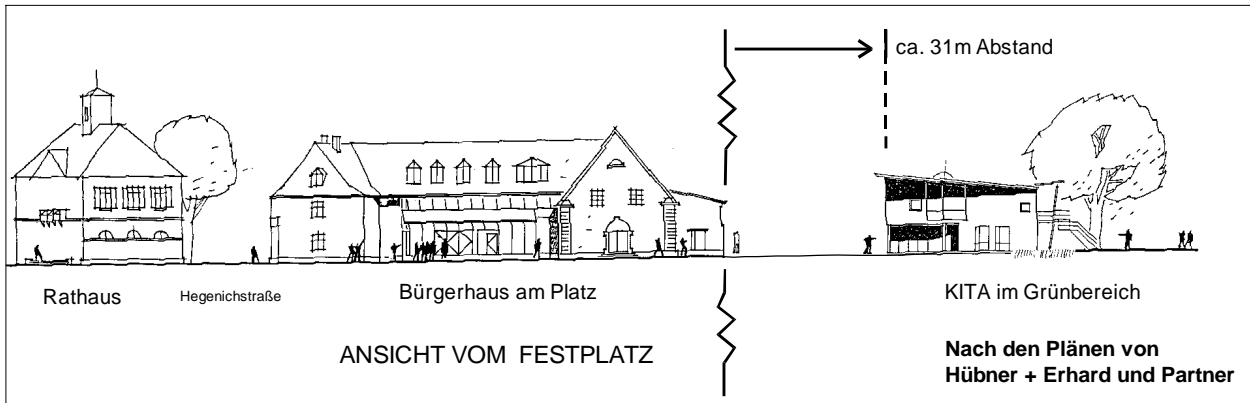 ca. 31m Abstand
Rathaus
Hegenichstraße
Bürgerhaus am Platz
KITA im Grünbereich
ANSICHT VOM FESTPLATZ
Nach den Plänen von
Hübner + Erhard und Partner